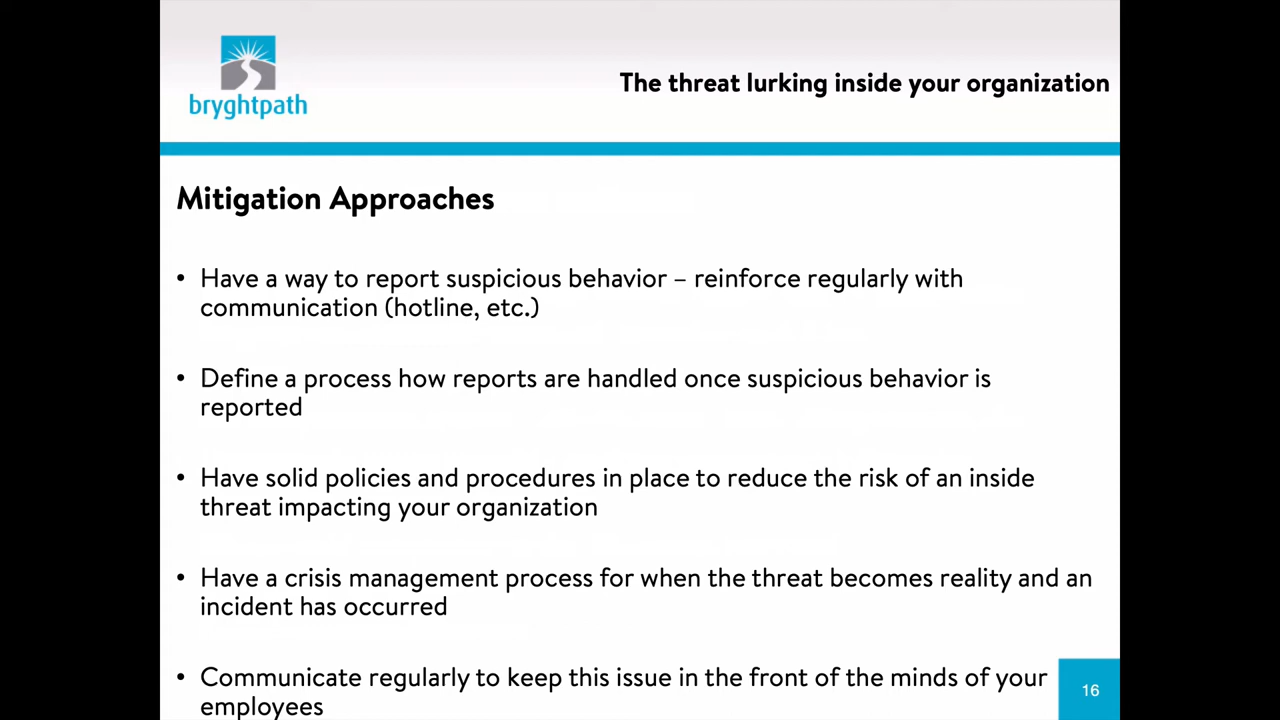 bryghtpath
The threat lurking inside your organization
Mitigation Approaches
• Have a way to report suspicious behavior – reinforce regularly with
communication (hotline, etc.)
• Define a process how reports are handled once suspicious behavior is
reported
• Have solid policies and procedures in place to reduce the risk of an inside
threat impacting your organization
• Have a crisis management process for when the threat becomes reality and an
incident has occurred
• Communicate regularly to keep this issue in the front of the minds of your
employees
16